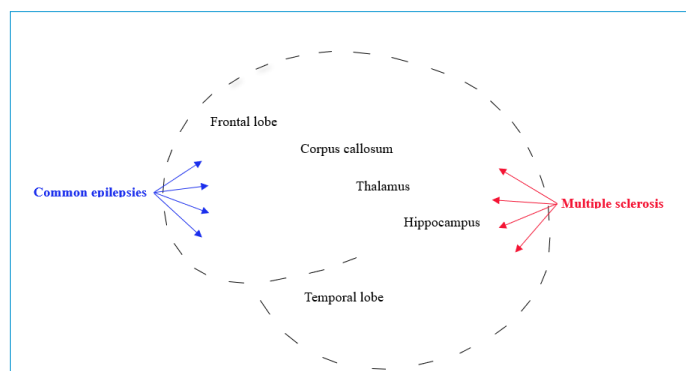 Frontal lobe
Corpus callosum
Common epilepsies
Thalamus
Multiple sclerosis
Hippocampus
Temporal lobe